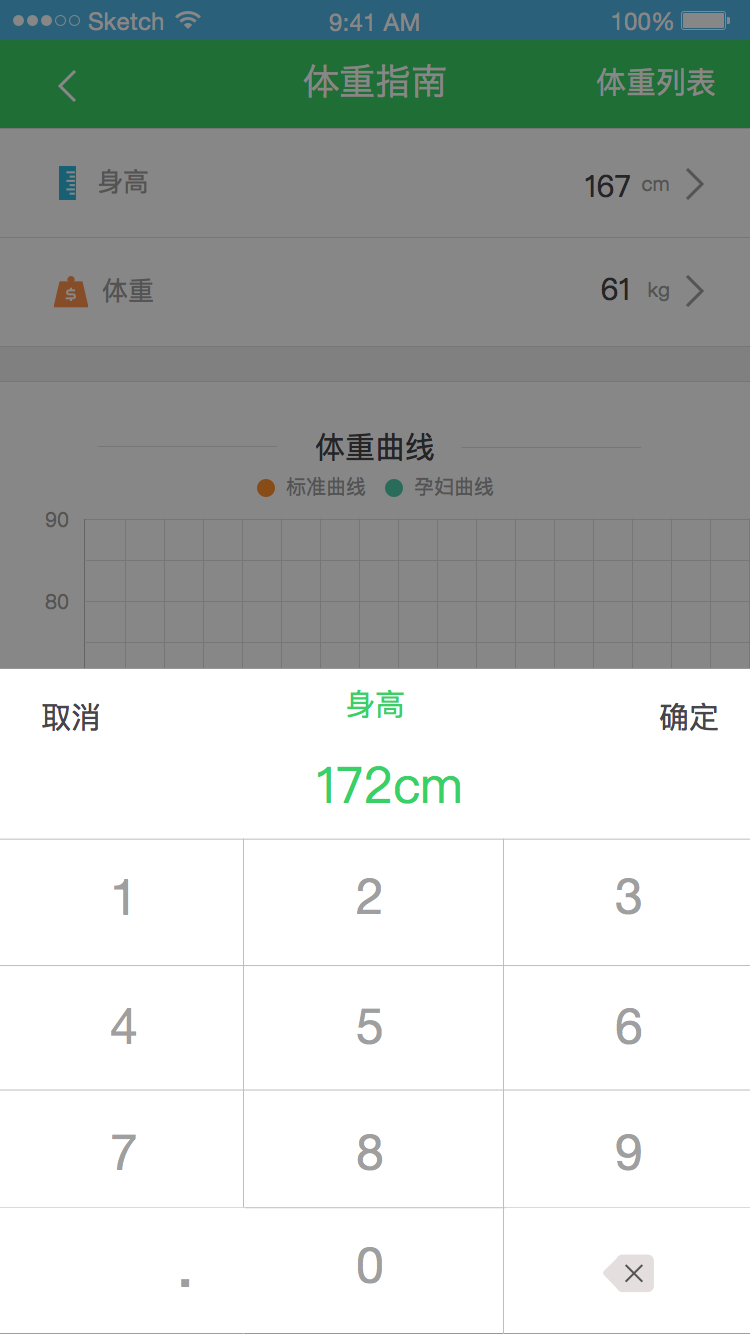 Sketch 9:41 AM 100%
体重指南 体重列表
身高 167 cm
体重 61 kg
体重曲线
标准曲线 孕妇曲线
90
80
取消 身高 确定
172cm
1 2 3
4 5 6
7 8 9
. 0